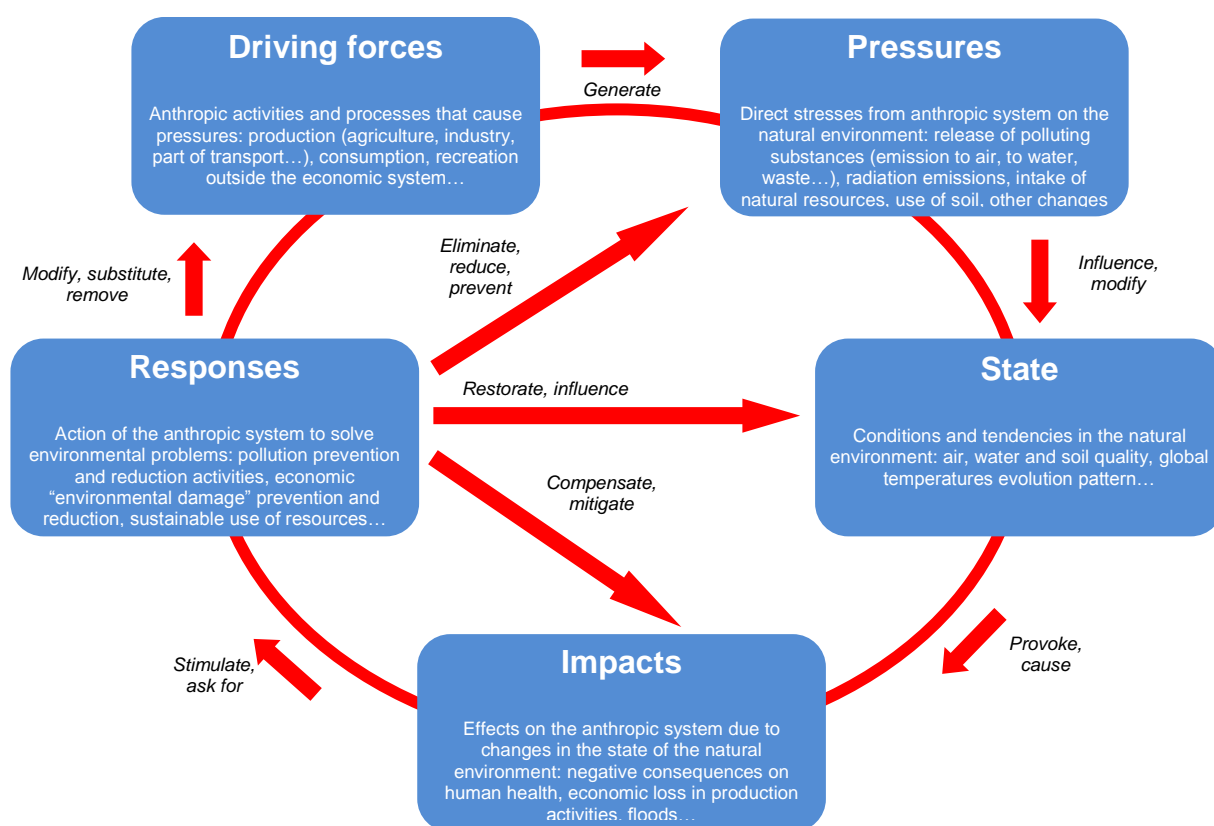 Driving forces
Anthropic activities and processes that cause
pressures: production (agriculture, industry,
part of transport…), consumption, recreation
outside the economic system…
Generate
Pressures
Direct stresses from anthropic system on the
natural environment: release of polluting
substances (emission to air, to water,
waste…), radiation emissions, intake of
natural resources, use of soil, other changes
Modify, substitute,
remove
Eliminate,
reduce,
prevent
Influence,
modify
Responses
Action of the anthropic system to solve
environmental problems: pollution prevention
and reduction activities, economic
“environmental damage” prevention and
reduction, sustainable use of resources…
Restorate, influence
State
Conditions and tendencies in the natural
environment: air, water and soil quality, global
temperatures evolution pattern…
Compensate,
mitigate
Stimulate,
ask for
Provoke,
cause
Impacts
Effects on the anthropic system due to
changes in the state of the natural
environment: negative consequences on
human health, economic loss in production
activities, floods…